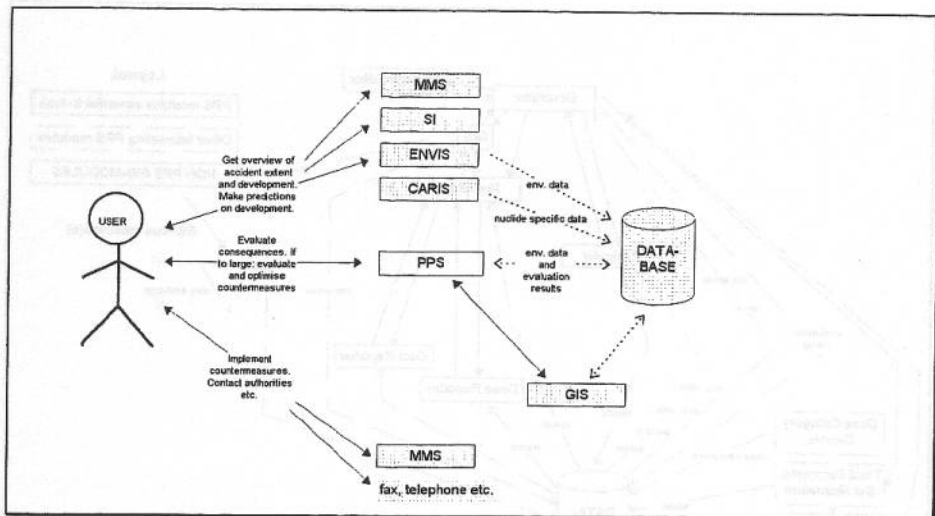 MMS
SI
ENVIS
CARIS
Get overview of
accident extent
and development.
Make predictions
on development.
env. data
nuclide specific data
USER
Evaluate
consequences. If
to large: evaluate
and optimise
countermeasures
PPS
env. data
and
evaluation
results
DATA-
BASE
Implement
countermeasures.
Contact authorities
etc.
GIS
MMS
fax, telephone etc.